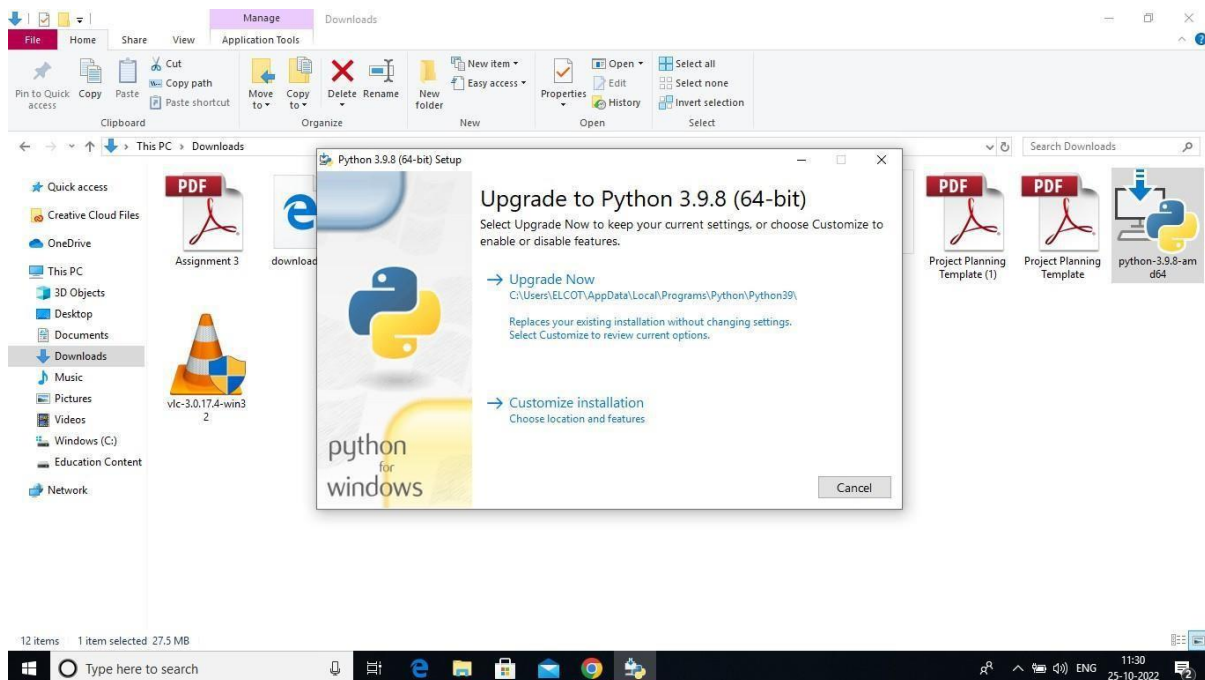 Manage
Downloads
File
Home
Share
View
Application Tools
Pin to Quick access
Copy
Paste
Cut
Copy path
Paste shortcut
Clipboard
Move to
Copy to
Delete
Rename
Organize
New folder
New item
Easy access
New
Properties
Open
Edit
History
Open
Select all
Select none
Invert selection
Select
This PC › Downloads
Search Downloads
Quick access
Creative Cloud Files
OneDrive
This PC
3D Objects
Desktop
Documents
Downloads
Music
Pictures
Videos
Windows (C:)
Education Content
Network
PDF
Assignment 3
download
vlc-3.0.17.4-win3
2
Python 3.9.8 (64-bit) Setup
Upgrade to Python 3.9.8 (64-bit)
Select Upgrade Now to keep your current settings, or choose Customize to
enable or disable features.
Upgrade Now
C:\Users\ELCOT\AppData\Local\Programs\Python\Python39\
Replaces your existing installation without changing settings.
Select Customize to review current options.
Customize installation
Choose location and features
python
for
windows
Cancel
PDF
Project Planning
Template (1)
PDF
Project Planning
Template
python-3.9.8-am
d64
12 items
1 item selected 27.5 MB
Type here to search
ENG
11:30
25-10-2022
2